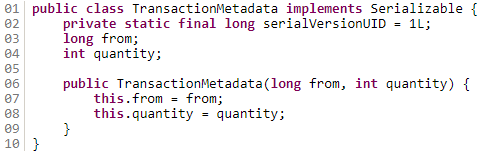 01 public class TransactionMetadata implements Serializable {
02     private static final long serialVersionUID = 1L;
03     long from;
04     int quantity;
05
06     public TransactionMetadata(long from, int quantity) {
07         this.from = from;
08         this.quantity = quantity;
09     }
10 }